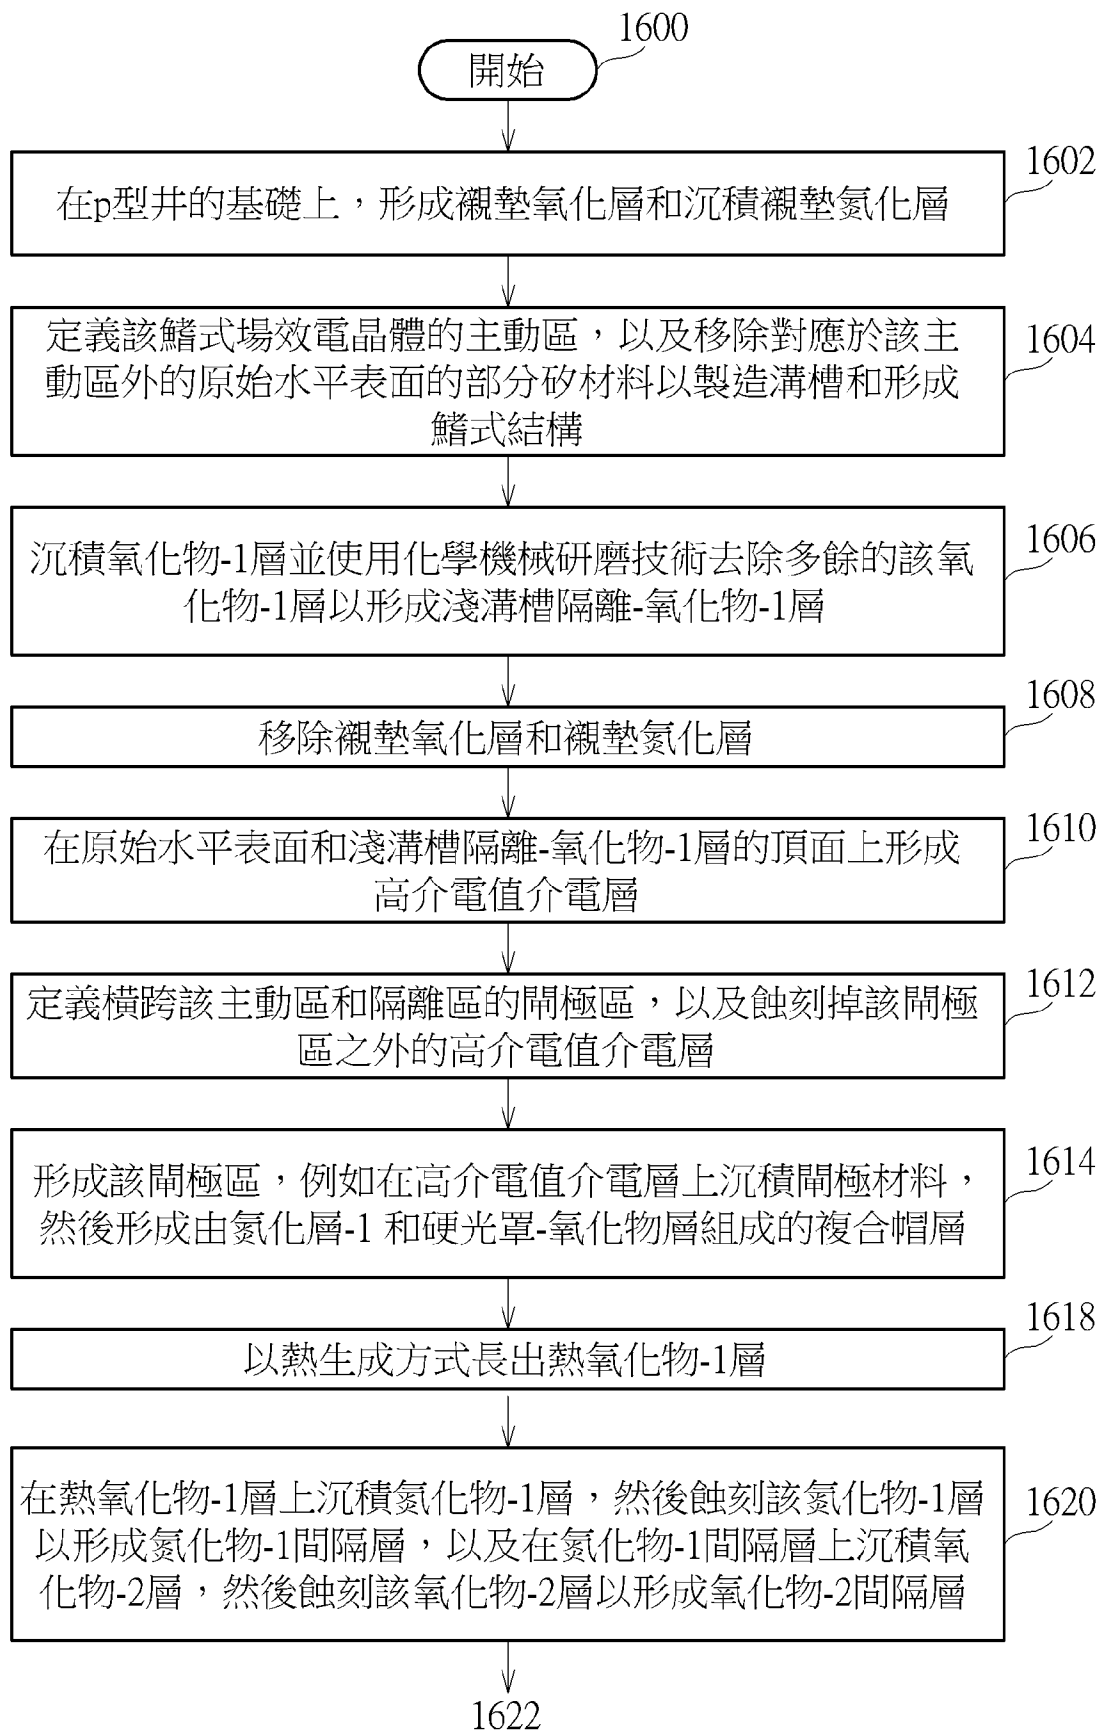 1600
開始
1602
在p型井的基礎上，形成襯墊氧化層和沉積襯墊氮化層
定義該鰭式場效電晶體的主動區，以及移除對應於該主
1604
動區外的原始水平表面的部分矽材料以製造溝槽和形成
鰭式結構
1606
沉積氧化物-1層並使用化學機械研磨技術去除多餘的該氧
化物-1層以形成淺溝槽隔離-氧化物-1層
1608
移除襯墊氧化層和襯墊氮化層
1610
在原始水平表面和淺溝槽隔離-氧化物-1層的頂面上形成
高介電值介電層
1612
定義橫跨該主動區和隔離區的閘極區，以及蝕刻掉該閘極
區之外的高介電值介電層
1614
形成該閘極區，例如在高介電值介電層上沉積閘極材料，
然後形成由氮化層-1 和硬光罩-氧化物層組成的複合帽層
1618
以熱生成方式長出熱氧化物-1層
1620
在熱氧化物-1層上沉積氮化物-1層，然後蝕刻該氮化物-1層
以形成氮化物-1間隔層，以及在氮化物-1間隔層上沉積氧
化物-2層，然後蝕刻該氧化物-2層以形成氧化物-2間隔層
1622